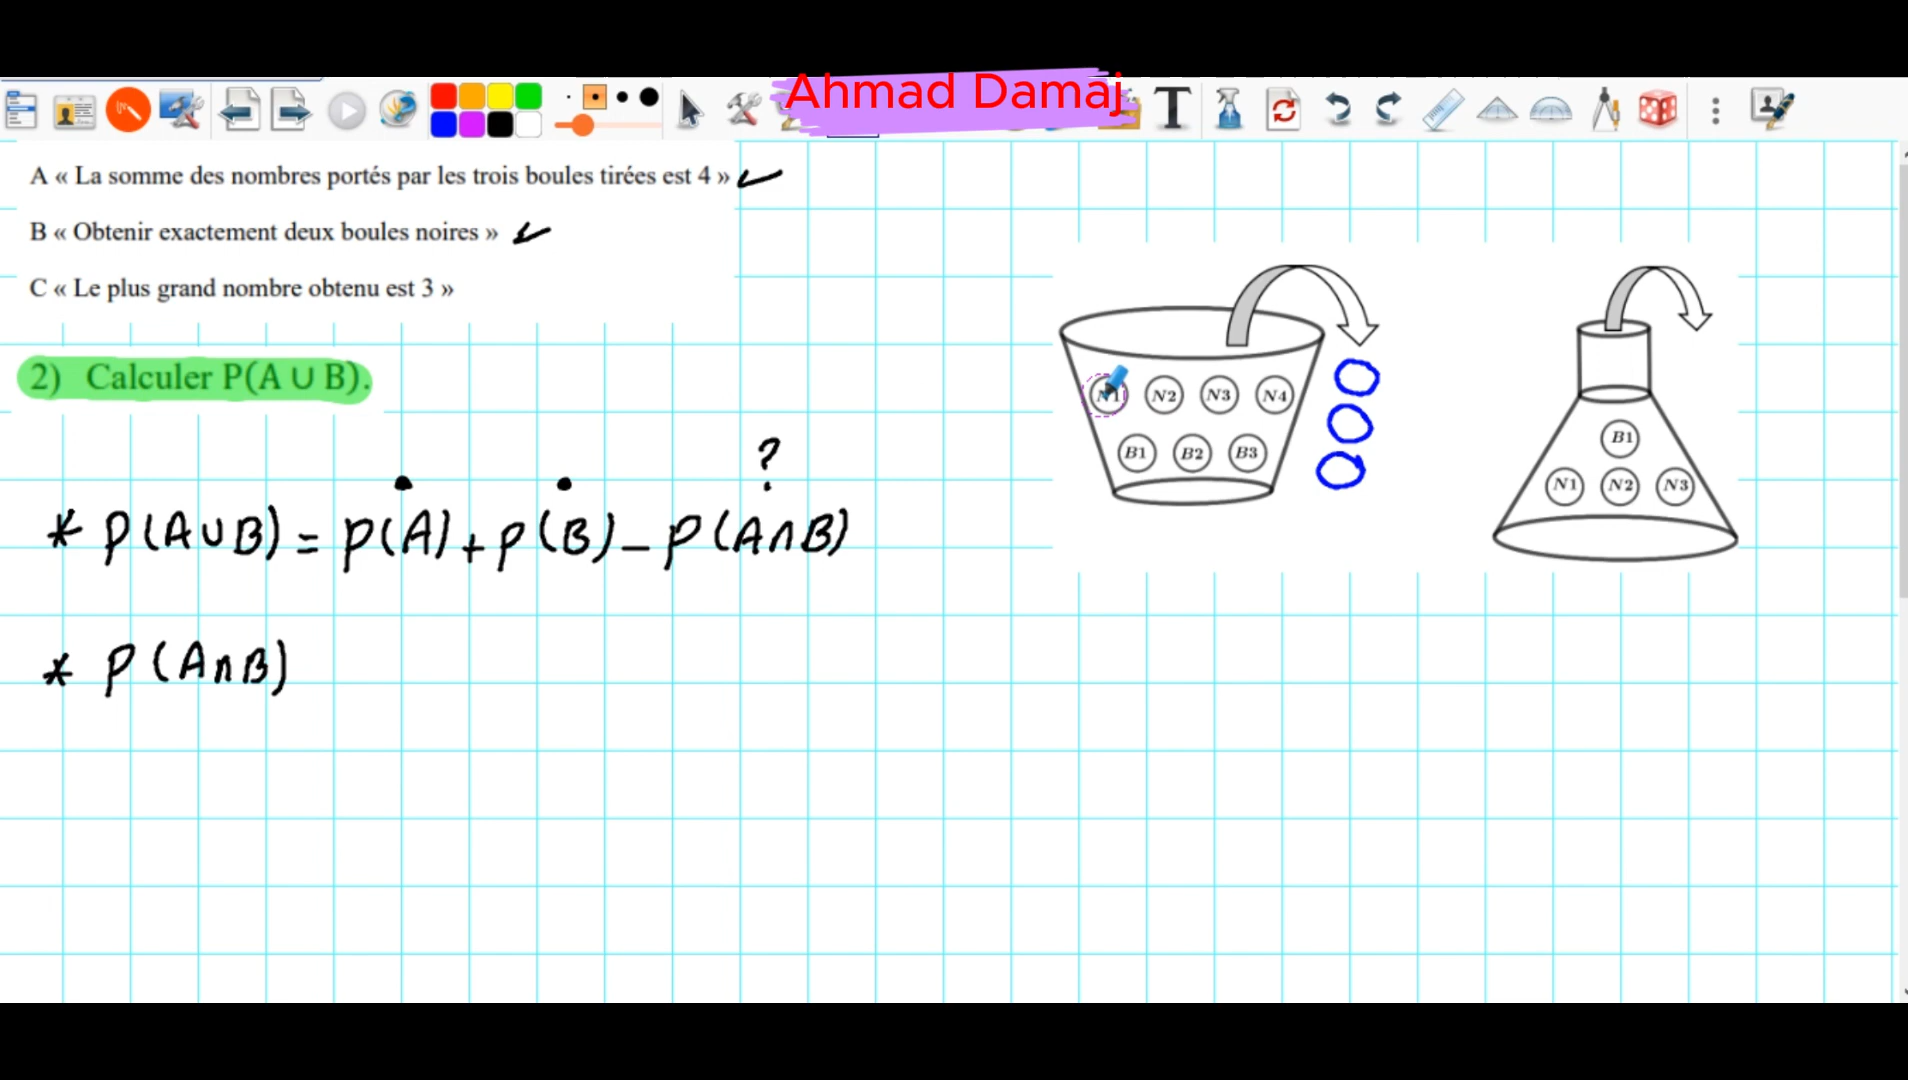 Ahmad Damaj
T
A « La somme des nombres portés par les trois boules tirées est 4 »
B « Obtenir exactement deux boules noires »
C « Le plus grand nombre obtenu est 3 »
2) Calculer P(A ∪ B).
?
* P(A∪B) = P(A) + P(B) - P(A∩B)
* P(A∩B)
N1 N2 N3 N4
B1 B2 B3
B1
N1 N2 N3